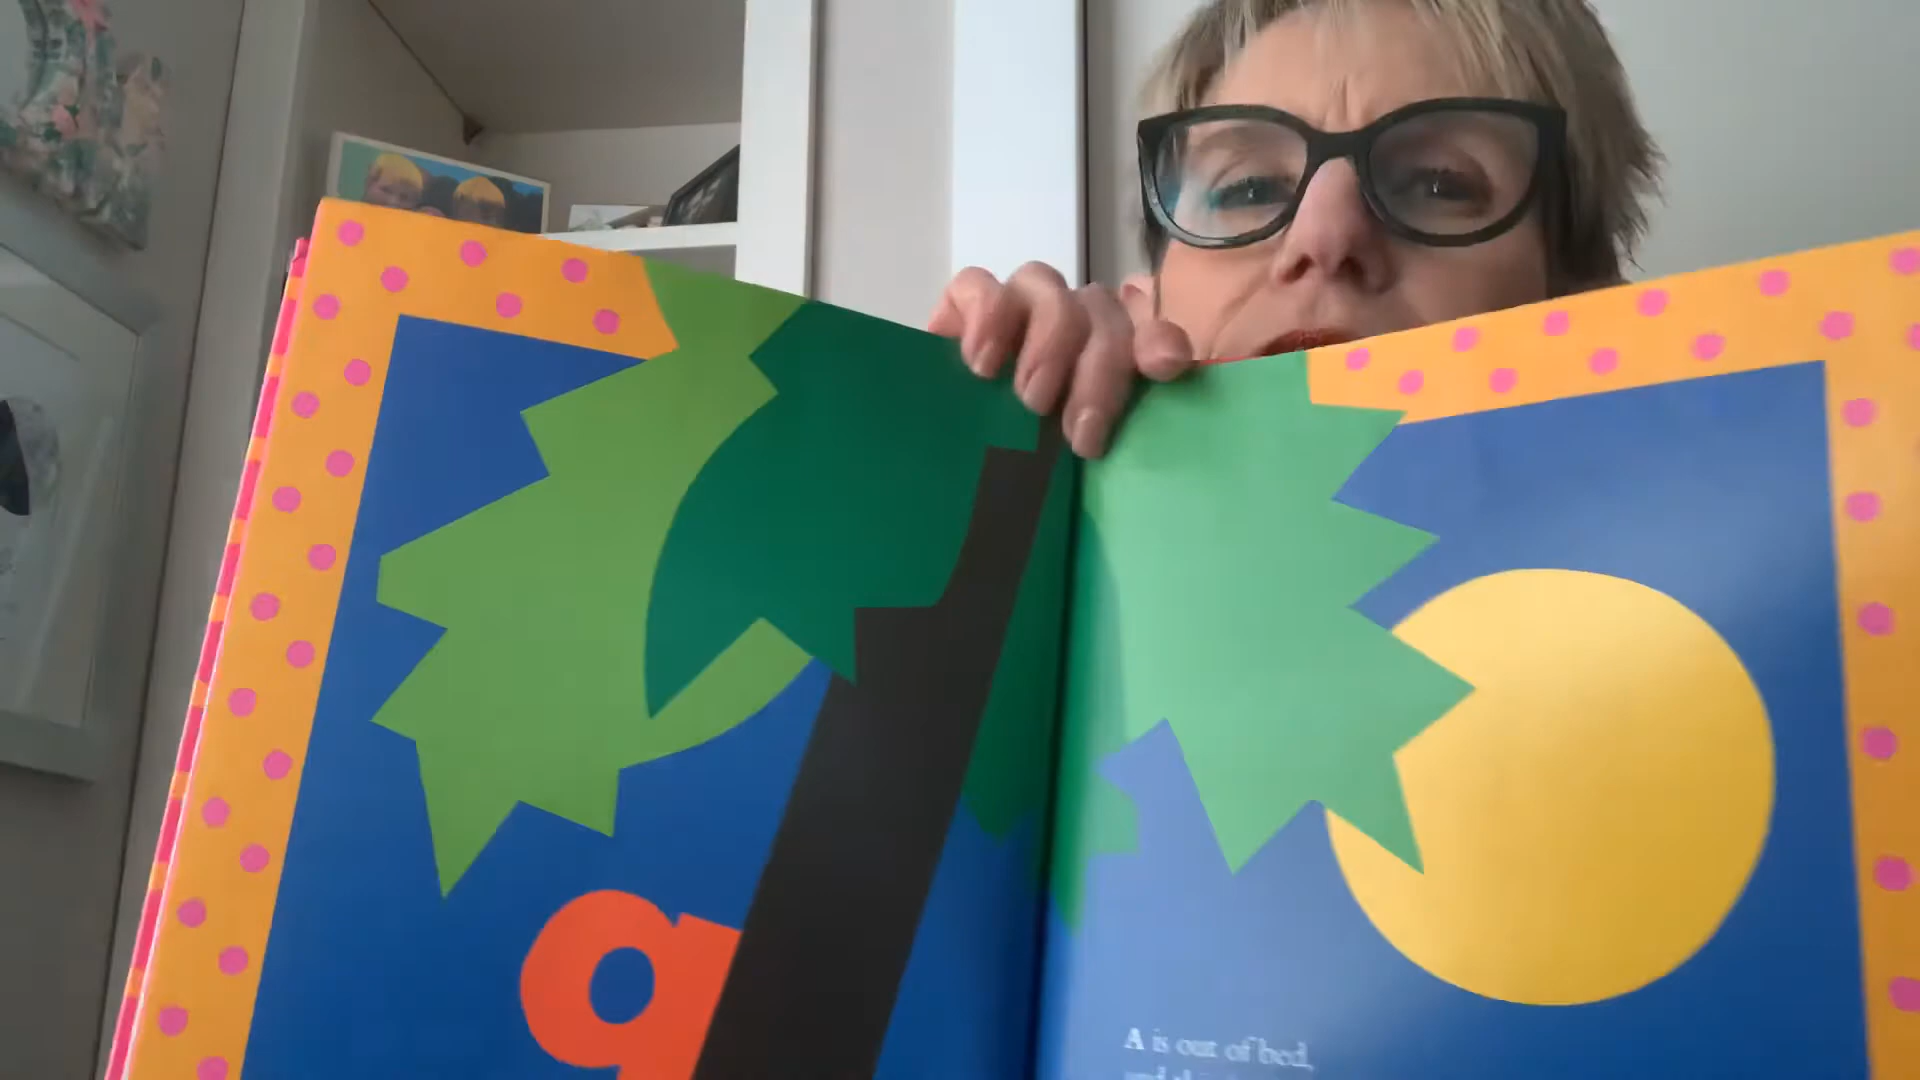 a
A is out of bed,